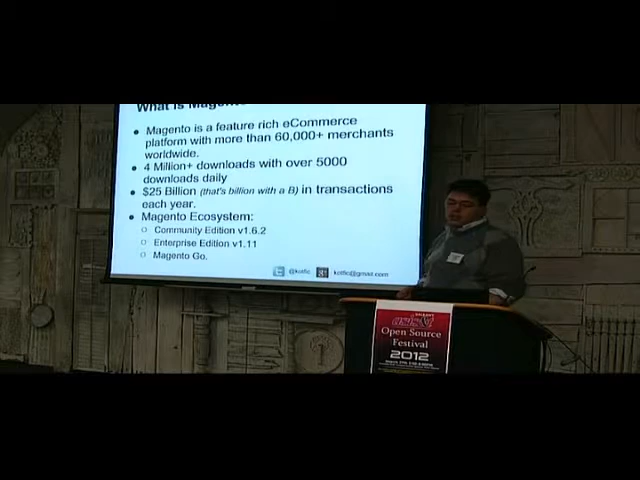 What is Magento
Magento is a feature rich eCommerce
platform with more than 60,000+ merchants
worldwide.
4 Million+ downloads with over 5000
downloads daily
$25 Billion (that's billion with a B) in transactions
each year.
Magento Ecosystem:
Community Edition v1.6.2
Enterprise Edition v1.11
Magento Go.
@kotfic kotfic@gmail.com
Open Source
Festival
2012